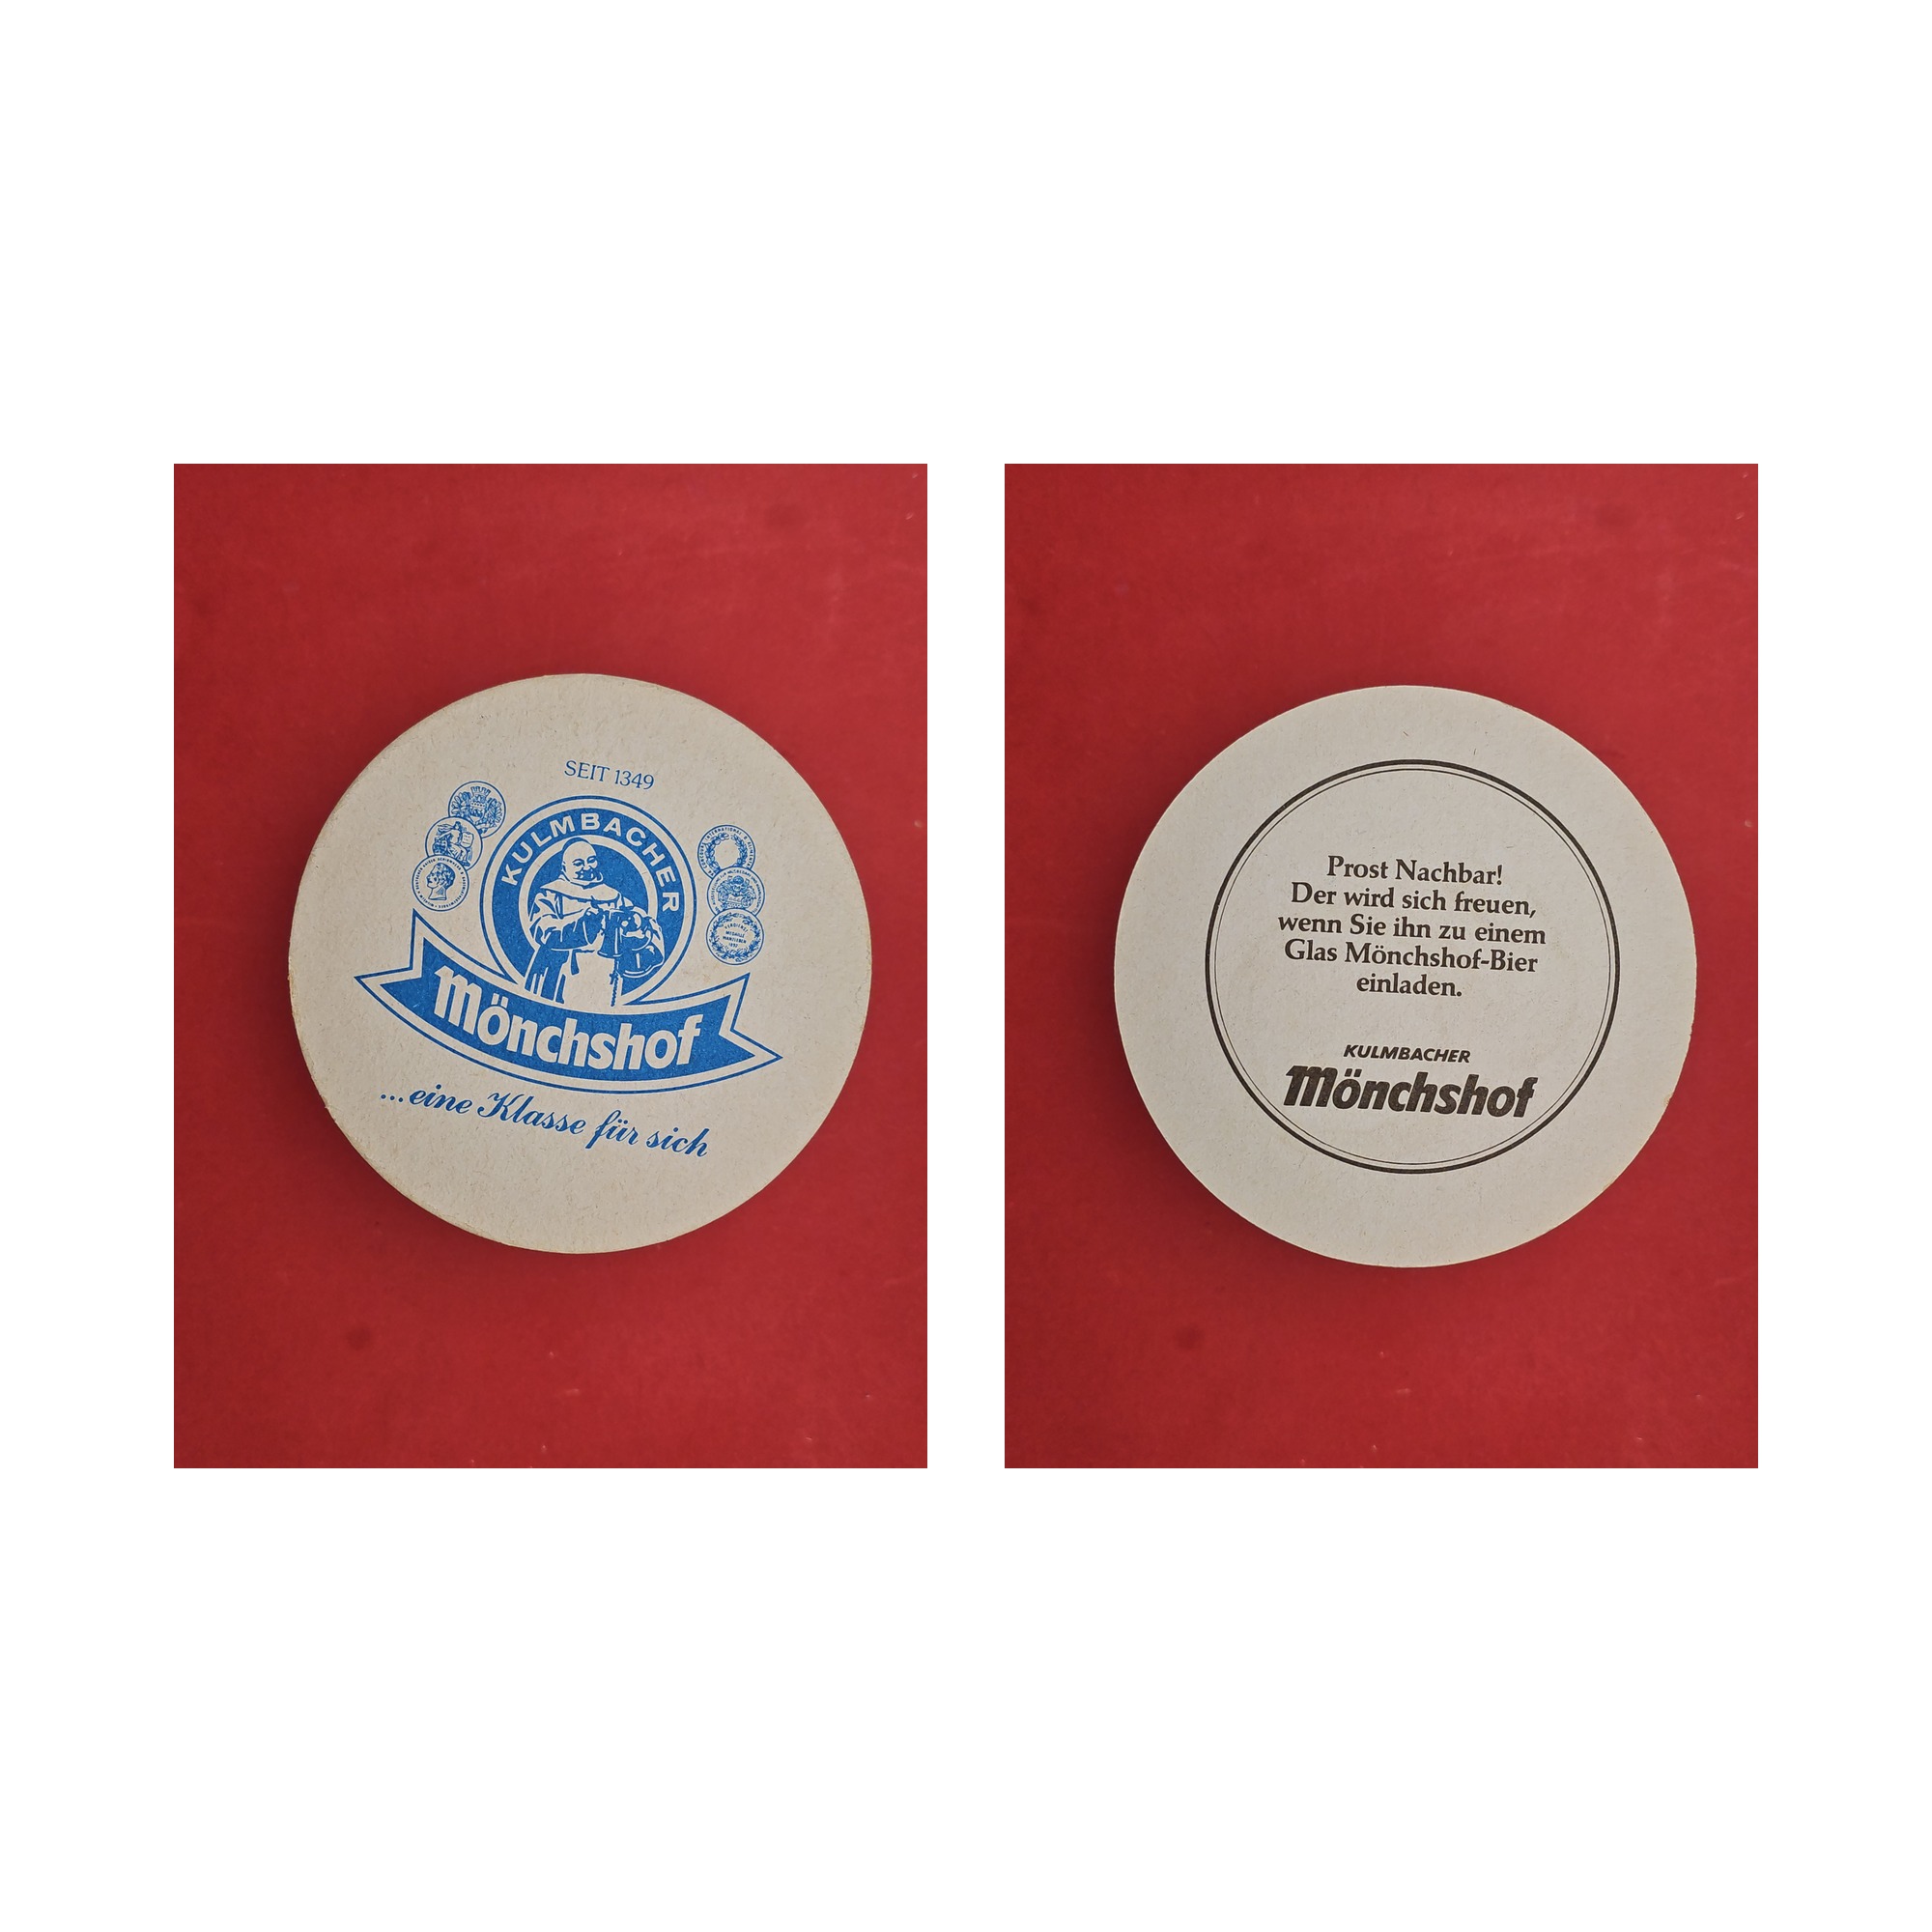 SEIT 1349
KULMBACHER
Mönchshof
...eine Klasse für sich
Prost Nachbar!
Der wird sich freuen,
wenn Sie ihn zu einem
Glas Mönchshof-Bier
einladen.
KULMBACHER
Mönchshof